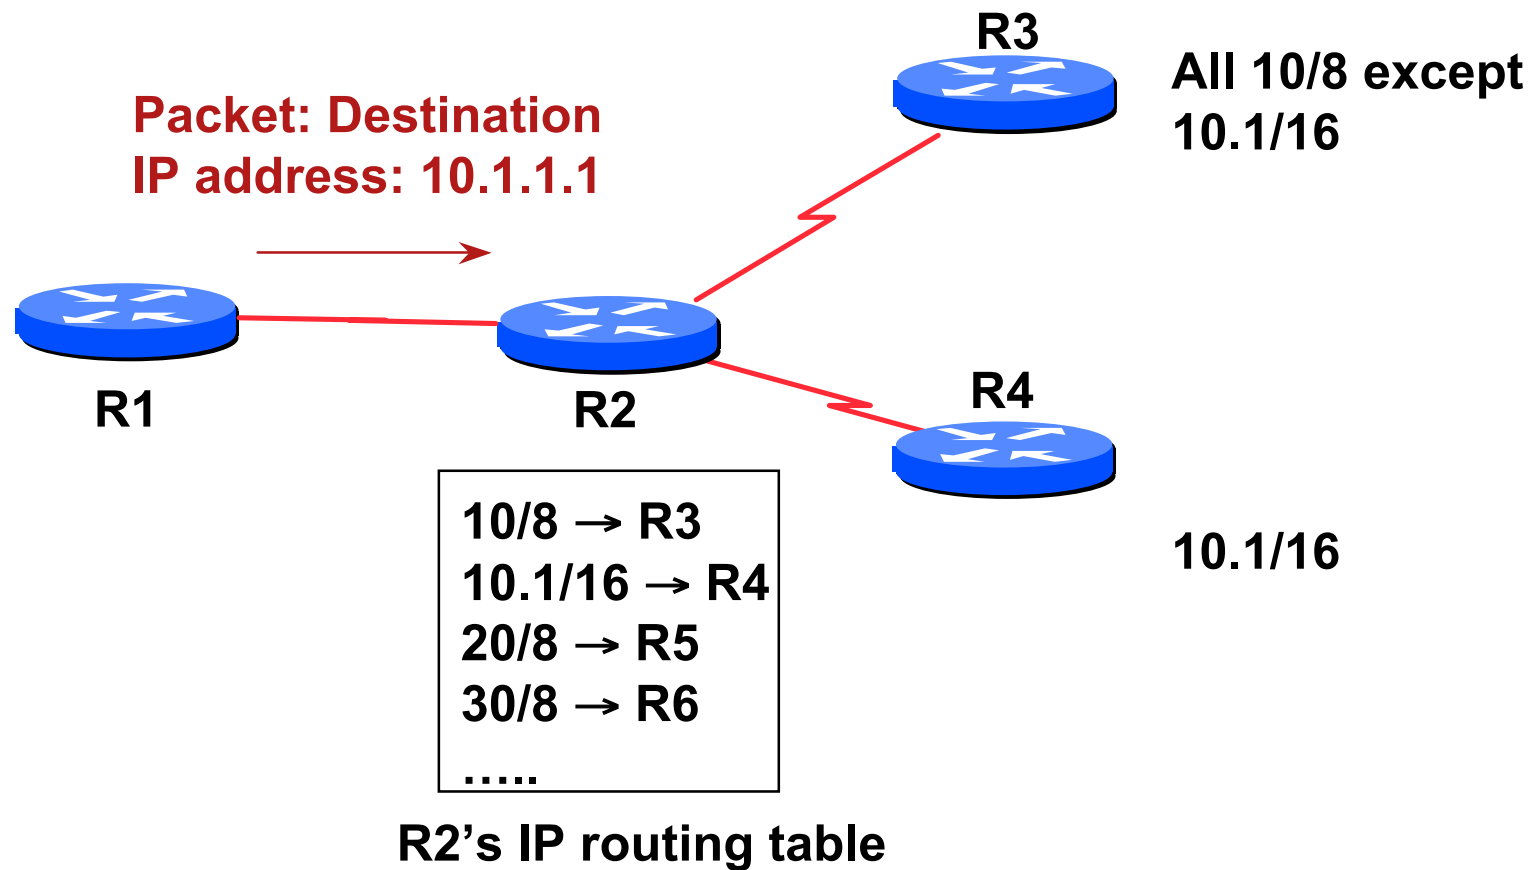 R3
All 10/8 except
10.1/16
Packet: Destination
IP address: 10.1.1.1
R1
R2
R4
10.1/16
10/8 → R3
10.1/16 → R4
20/8 → R5
30/8 → R6
…..
R2’s IP routing table